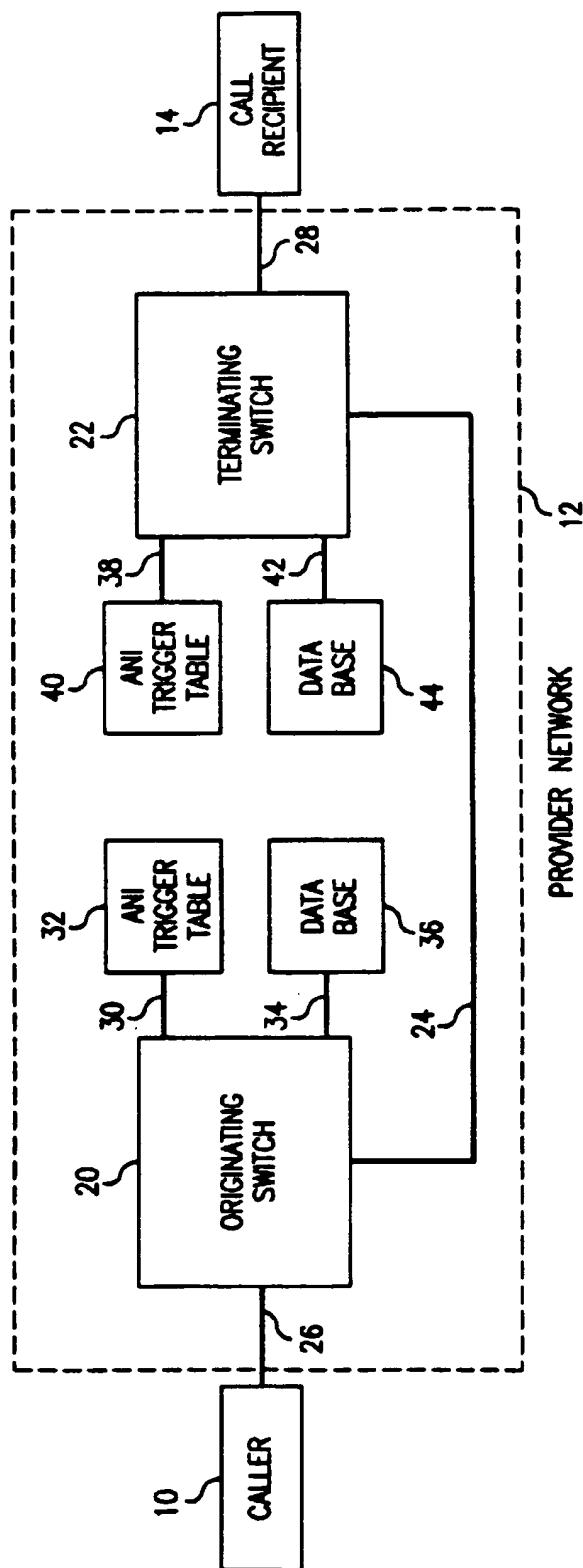 10
CALLER
26
20
ORIGINATING
SWITCH
30
32
ANI
TRIGGER
TABLE
34
DATA
BASE
36
24
40
ANI
TRIGGER
TABLE
38
DATA
BASE
44
42
22
TERMINATING
SWITCH
28
14
CALL
RECIPIENT
12
PROVIDER NETWORK